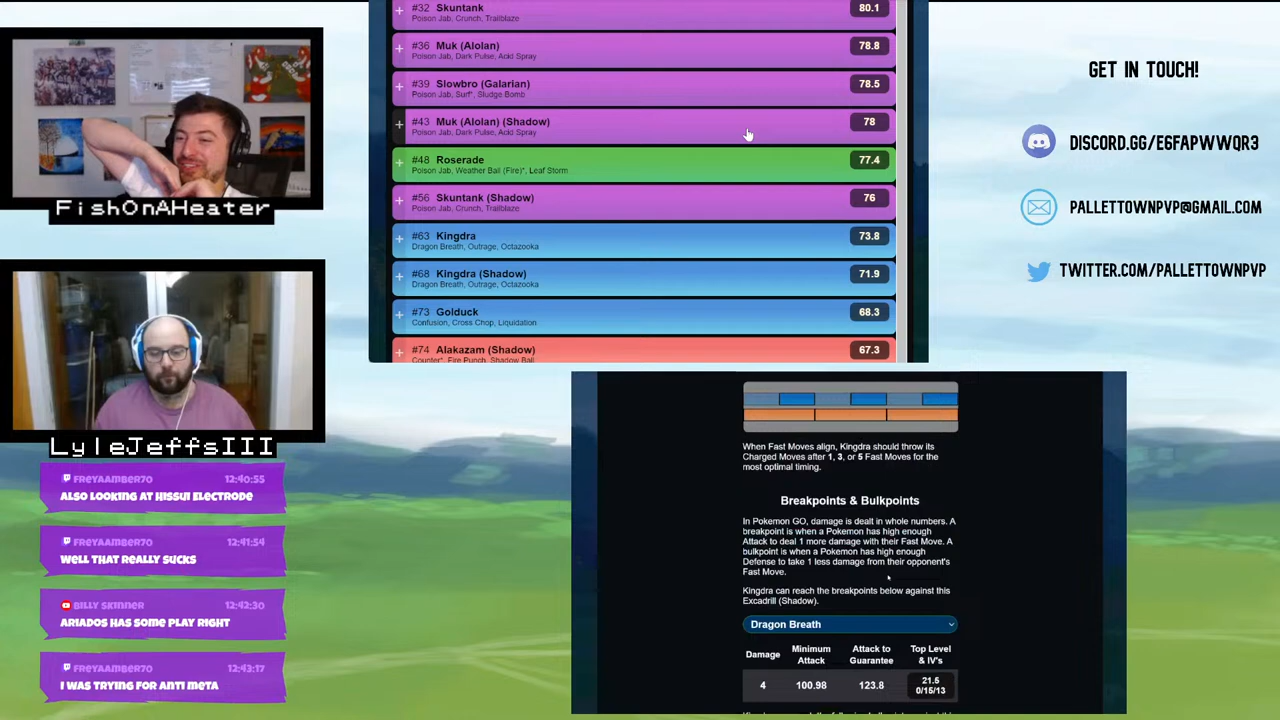 FishOnAHeater
LyleJeffsIII
FREYAAMBER70 12:40:55
ALSO LOOKING AT HISSUI ELECTRODE
FREYAAMBER70 12:41:54
WELL THAT REALLY SUCKS
BILLY SKINNER 12:42:30
ARIADOS HAS SOME PLAY RIGHT
FREYAAMBER70 12:43:17
I WAS TRYING FOR ANTI META
#32 Skuntank 80.1
Poison Jab, Crunch, Trailblaze
#36 Muk (Alolan) 78.8
Poison Jab, Dark Pulse, Acid Spray
#39 Slowbro (Galarian) 78.5
Poison Jab, Surf*, Sludge Bomb
#43 Muk (Alolan) (Shadow) 78
Poison Jab, Dark Pulse, Acid Spray
#48 Roserade 77.4
Poison Jab, Weather Ball (Fire)*, Leaf Storm
#56 Skuntank (Shadow) 76
Poison Jab, Crunch, Trailblaze
#63 Kingdra 73.8
Dragon Breath, Outrage, Octazooka
#68 Kingdra (Shadow) 71.9
Dragon Breath, Outrage, Octazooka
#73 Golduck 68.3
Confusion, Cross Chop, Liquidation
#74 Alakazam (Shadow) 67.3
Counter*, Fire Punch, Shadow Ball
When Fast Moves align, Kingdra should throw its
Charged Moves after 1, 3, or 5 Fast Moves for the
most optimal timing.
Breakpoints & Bulkpoints
In Pokemon GO, damage is dealt in whole numbers. A
breakpoint is when a Pokemon has high enough
Attack to deal 1 more damage with their Fast Move. A
bulkpoint is when a Pokemon has high enough
Defense to take 1 less damage from their opponent's
Fast Move.
Kingdra can reach the breakpoints below against this
Excadrill (Shadow).
Dragon Breath
Damage Minimum Attack Attack to Guarantee Top Level & IV's
4 100.98 123.8 21.5 0/15/13
GET IN TOUCH!
DISCORD.GG/E6FAPWWQR3
PALLETTOWNPVP@GMAIL.COM
TWITTER.COM/PALLETTOWNPVP